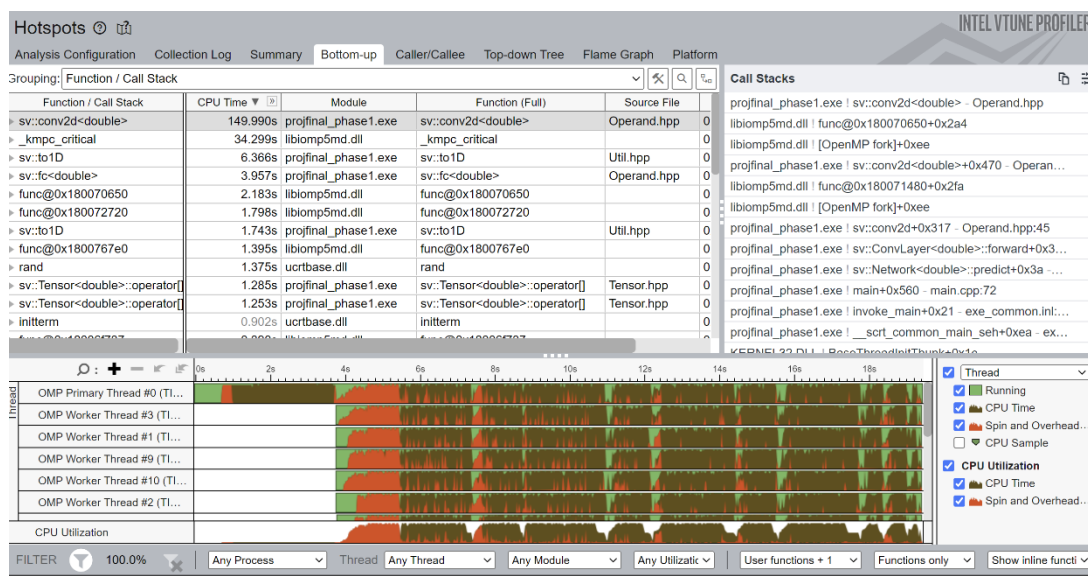 Hotspots
INTEL VTUNE PROFILER
Analysis Configuration Collection Log Summary Bottom-up Caller/Callee Top-down Tree Flame Graph Platform
Grouping: Function / Call Stack
Function / Call Stack CPU Time ▼ Module Function (Full) Source File
sv::conv2d<double> 149.990s projfinal_phase1.exe sv::conv2d<double> Operand.hpp 0
_kmpc_critical 34.299s libiomp5md.dll _kmpc_critical 0
sv::to1D 6.366s projfinal_phase1.exe sv::to1D Util.hpp 0
sv::fc<double> 3.957s projfinal_phase1.exe sv::fc<double> Operand.hpp 0
func@0x180070650 2.183s libiomp5md.dll func@0x180070650 0
func@0x180072720 1.798s libiomp5md.dll func@0x180072720 0
sv::to1D 1.743s projfinal_phase1.exe sv::to1D Util.hpp 0
func@0x1800767e0 1.395s libiomp5md.dll func@0x1800767e0 0
rand 1.375s ucrtbase.dll rand 0
sv::Tensor<double>::operator[] 1.285s projfinal_phase1.exe sv::Tensor<double>::operator[] Tensor.hpp 0
sv::Tensor<double>::operator[] 1.253s projfinal_phase1.exe sv::Tensor<double>::operator[] Tensor.hpp 0
initterm 0.902s ucrtbase.dll initterm 0
Call Stacks
projfinal_phase1.exe ! sv::conv2d<double> - Operand.hpp
libiomp5md.dll ! func@0x180070650+0x2a4
libiomp5md.dll ! [OpenMP fork]+0xee
projfinal_phase1.exe ! sv::conv2d<double>+0x470 - Operan…
libiomp5md.dll ! func@0x180071480+0x2fa
libiomp5md.dll ! [OpenMP fork]+0xee
projfinal_phase1.exe ! sv::conv2d+0x317 - Operand.hpp:45
projfinal_phase1.exe ! sv::ConvLayer<double>::forward+0x3…
projfinal_phase1.exe ! sv::Network<double>::predict+0x3a -…
projfinal_phase1.exe ! main+0x560 - main.cpp:72
projfinal_phase1.exe ! invoke_main+0x21 - exe_common.inl:…
projfinal_phase1.exe ! __scrt_common_main_seh+0xea - ex…
KERNEL32.DLL ! BaseThreadInitThunk+0x1e
0s 2s 4s 6s 8s 10s 12s 14s 16s 18s
Thread
OMP Primary Thread #0 (TI…
OMP Worker Thread #3 (TI…
OMP Worker Thread #1 (TI…
OMP Worker Thread #9 (TI…
OMP Worker Thread #10 (TI…
OMP Worker Thread #2 (TI…
CPU Utilization
Thread
Running
CPU Time
Spin and Overhead…
CPU Sample
CPU Utilization
CPU Time
Spin and Overhead…
FILTER 100.0% Any Process Thread Any Thread Any Module Any Utilizatic User functions + 1 Functions only Show inline functi